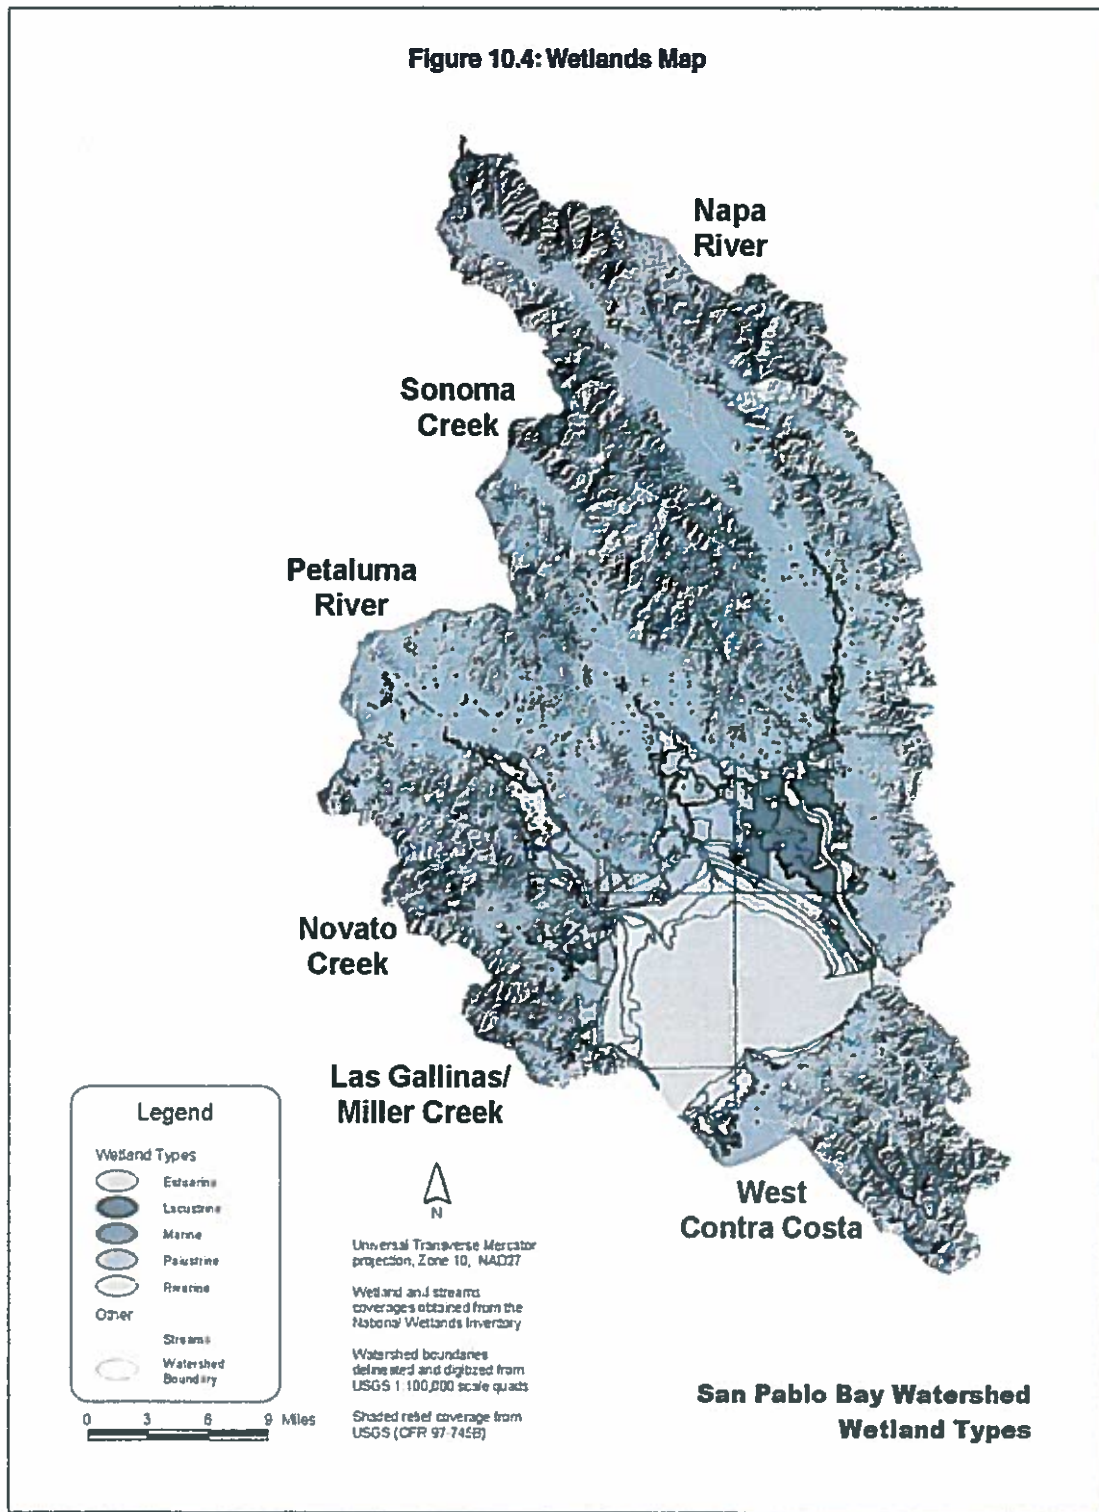 Figure 10.4: Wetlands Map
Napa
River
Sonoma
Creek
Petaluma
River
Novato
Creek
Las Gallinas/
Miller Creek
West
Contra Costa
Legend
Wetland Types
Estuarine
Lacustrine
Marine
Palustrine
Riverine
Other
Streams
Watershed
Boundary
0 3 6 9 Miles
N
Universal Transverse Mercator
projection, Zone 10, NAD27
Wetland and streams
coverages obtained from the
National Wetlands Inventory
Watershed boundaries
delineated and digitized from
USGS 1:100,000 scale quads
Shaded relief coverage from
USGS (OFR 97-745B)
San Pablo Bay Watershed
Wetland Types